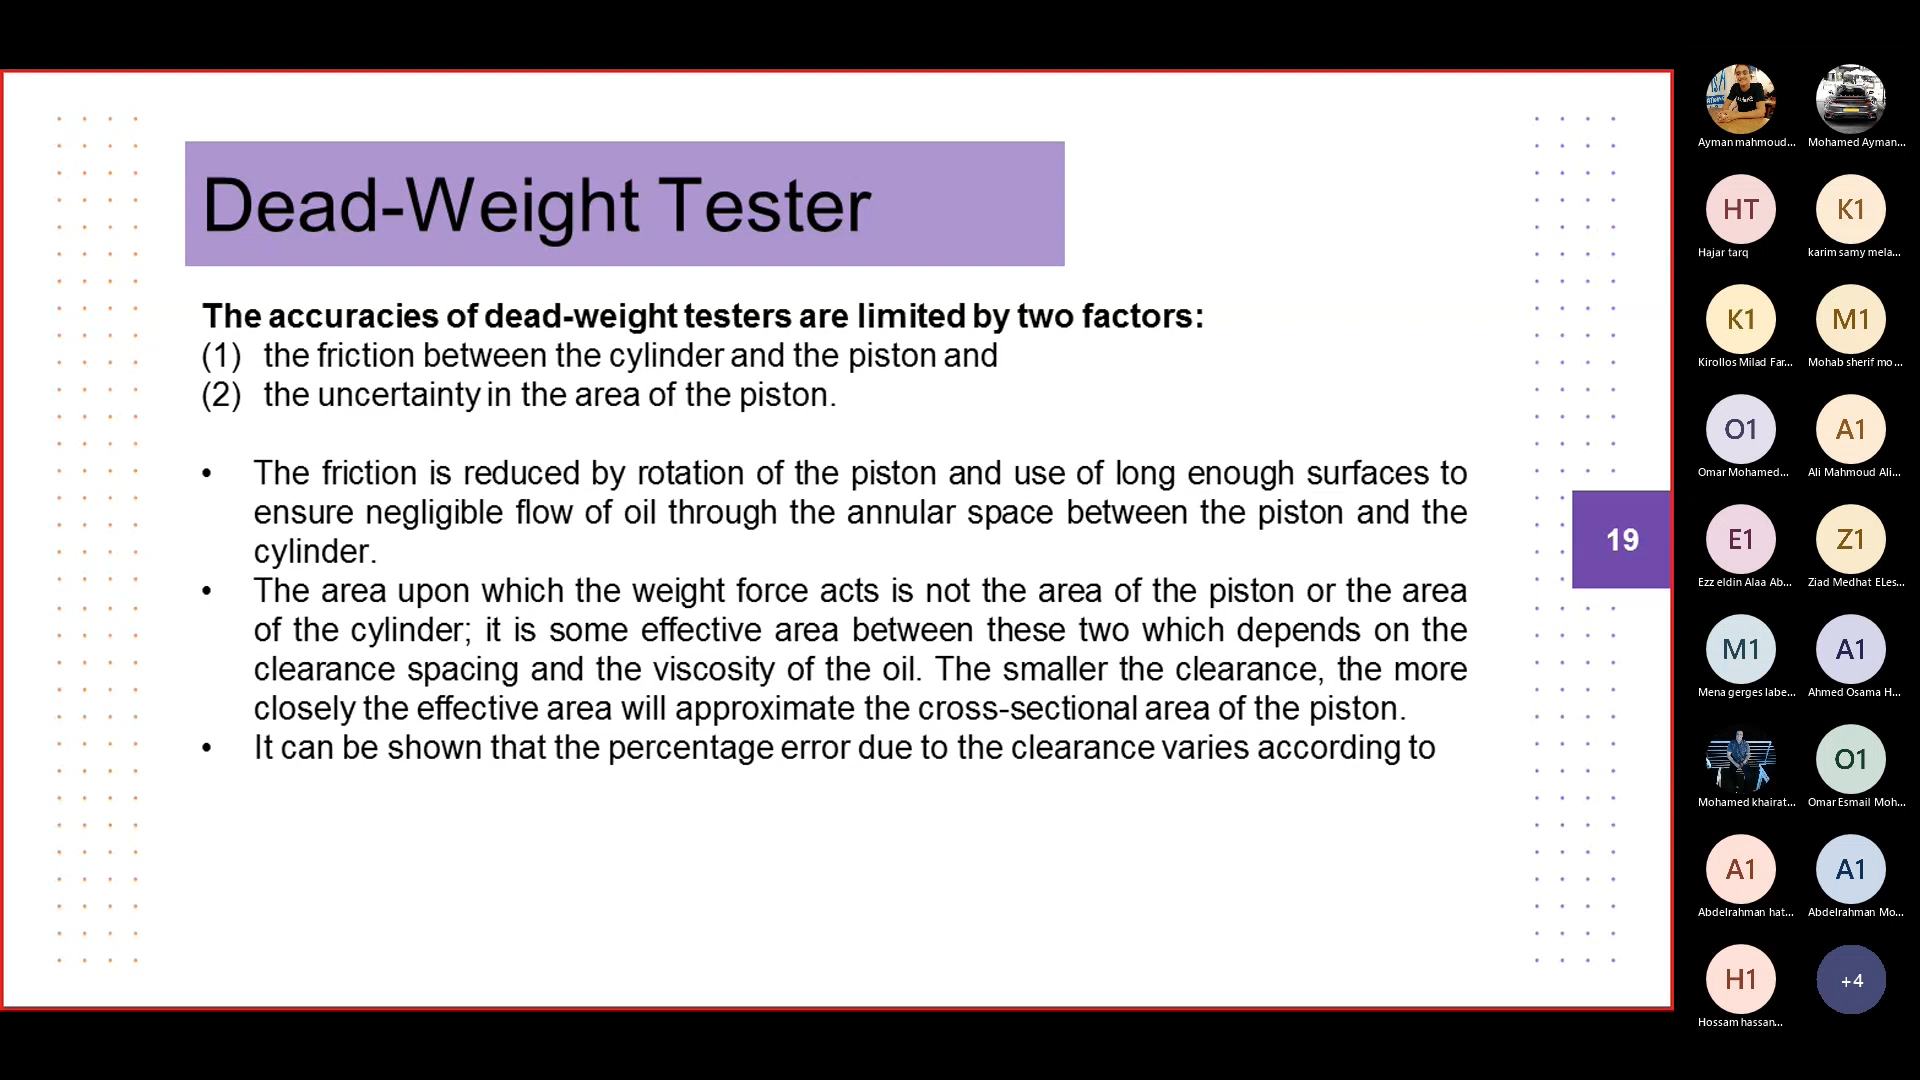 Dead-Weight Tester
The accuracies of dead-weight testers are limited by two factors:
(1) the friction between the cylinder and the piston and
(2) the uncertainty in the area of the piston.
• The friction is reduced by rotation of the piston and use of long enough surfaces to
ensure negligible flow of oil through the annular space between the piston and the
cylinder.
• The area upon which the weight force acts is not the area of the piston or the area
of the cylinder; it is some effective area between these two which depends on the
clearance spacing and the viscosity of the oil. The smaller the clearance, the more
closely the effective area will approximate the cross-sectional area of the piston.
• It can be shown that the percentage error due to the clearance varies according to
19
Ayman mahmoud...
Mohamed Ayman...
HT
K1
Hajar tarq
karim samy mela...
K1
M1
Kirollos Milad Far...
Mohab sherif mo...
O1
A1
Omar Mohamed...
Ali Mahmoud Ali...
E1
Z1
Ezz eldin Alaa Ab...
Ziad Medhat ELes...
M1
A1
Mena gerges labe...
Ahmed Osama H...
O1
Mohamed khairat...
Omar Esmail Moh...
A1
A1
Abdelrahman hat...
Abdelrahman Mo...
H1
+4
Hossam hassan...